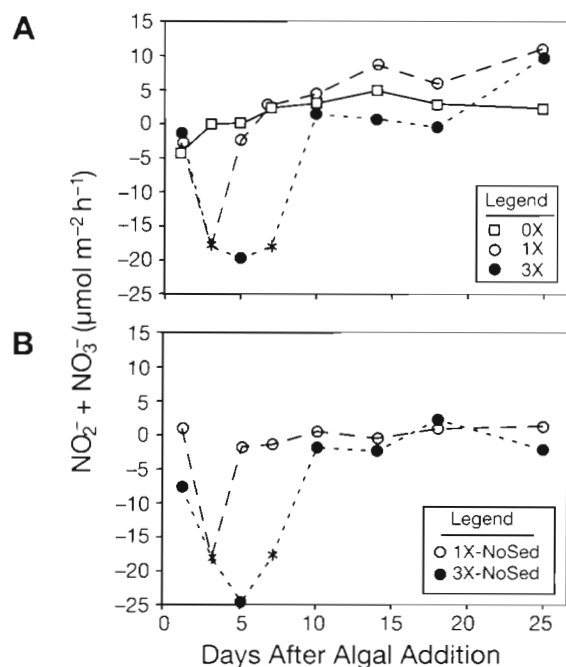 A
15
10
5
0
−5
−10
−15
−20
−25
Legend
0X
1X
3X
NO₂⁻ + NO₃⁻ (µmol m⁻² h⁻¹)
B
15
10
5
0
−5
−10
−15
−20
−25
Legend
1X-NoSed
3X-NoSed
0 5 10 15 20 25
Days After Algal Addition